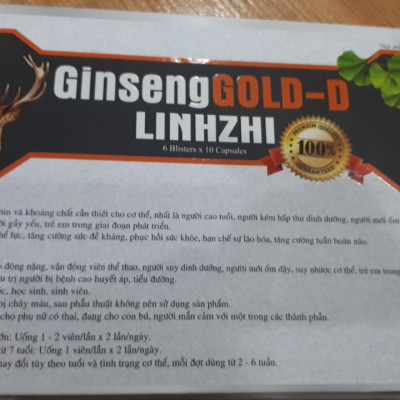 GinsengGOLD-D
LINHZHI
6 Blisters x 10 Capsules
PREMIUM
100%
GUARANTEE
và khoáng chất cần thiết cho cơ thể, nhất là người cao tuổi, người kém hấp thu dinh dưỡng, người mới ốm
gầy yếu, trẻ em trong giai đoạn phát triển.
lực, tăng cường sức đề kháng, phục hồi sức khỏe, hạn chế sự lão hóa, tăng cường tuần hoàn não.
động nặng, vận động viên thể thao, người suy dinh dưỡng, người mới ốm dậy, suy nhược cơ thể, trẻ em trong
trị người bị bệnh cao huyết áp, tiểu đường.
học sinh, sinh viên.
bị chảy máu, sau phẫu thuật không nên sử dụng sản phẩm.
cho phụ nữ có thai, đang cho con bú, người mẫn cảm với một trong các thành phần.
Uống 1 - 2 viên/lần x 2 lần/ngày.
7 tuổi: Uống 1 viên/lần x 2 lần/ngày.
đổi tùy theo tuổi và tình trạng cơ thể, mỗi đợt dùng từ 2 - 6 tuần.